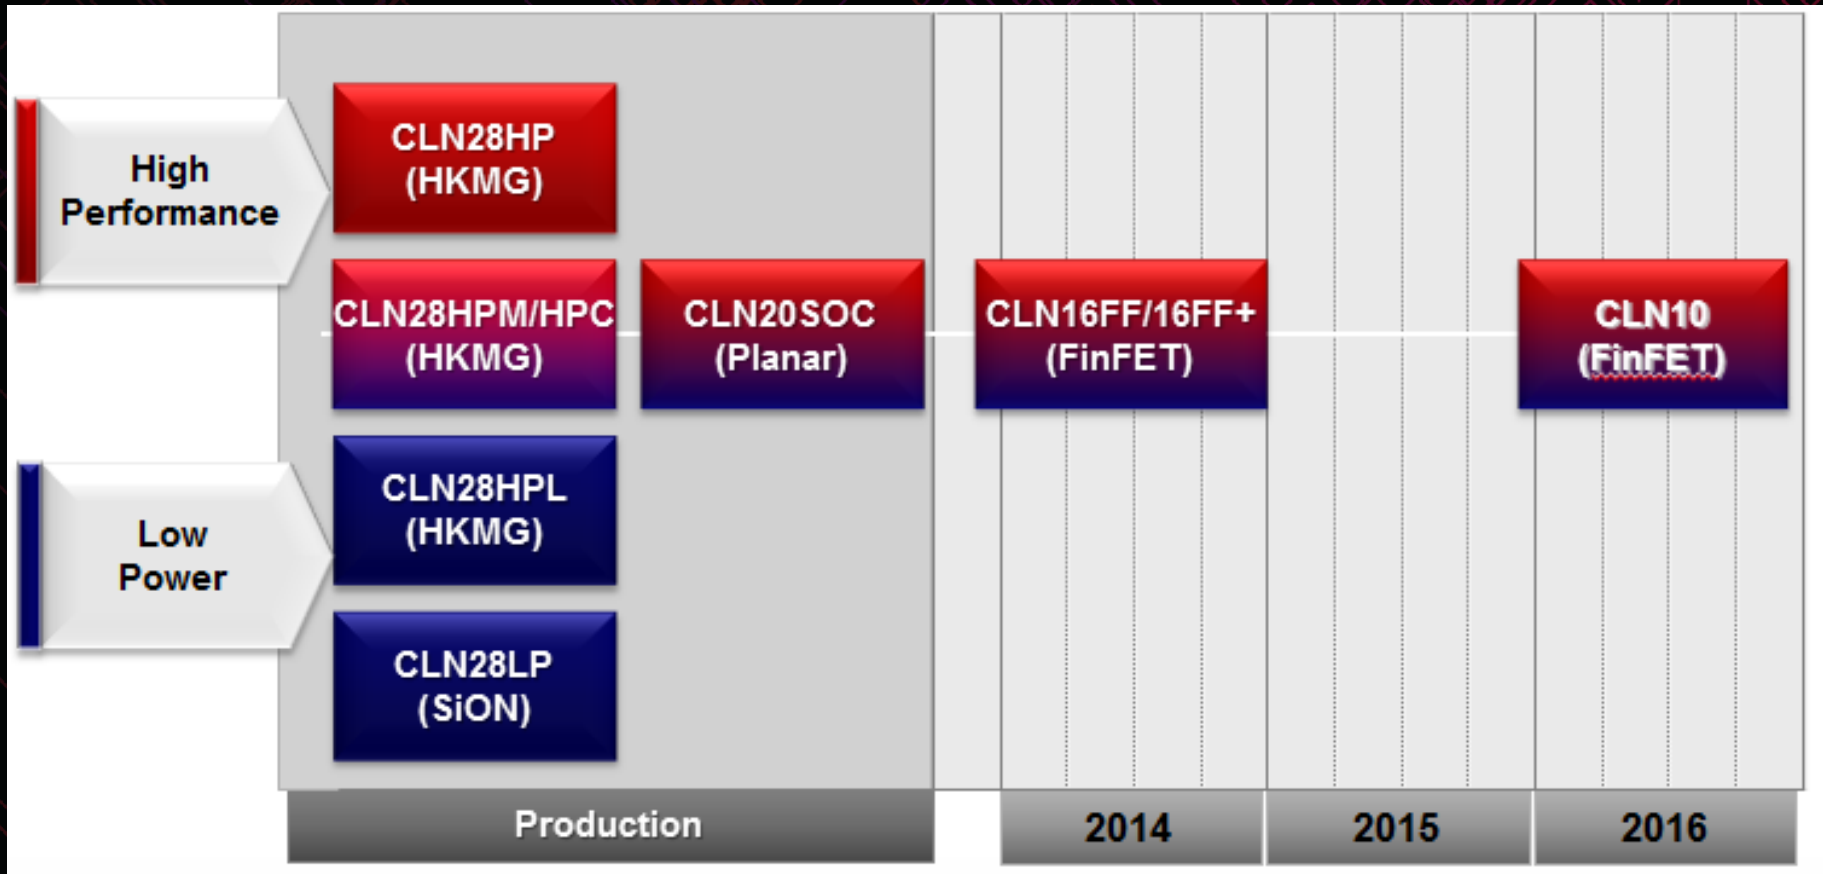 High
Performance
CLN28HP
(HKMG)
CLN28HPM/HPC
(HKMG)
CLN20SOC
(Planar)
CLN16FF/16FF+
(FinFET)
CLN10
(FinFET)
Low
Power
CLN28HPL
(HKMG)
CLN28LP
(SiON)
Production
2014
2015
2016